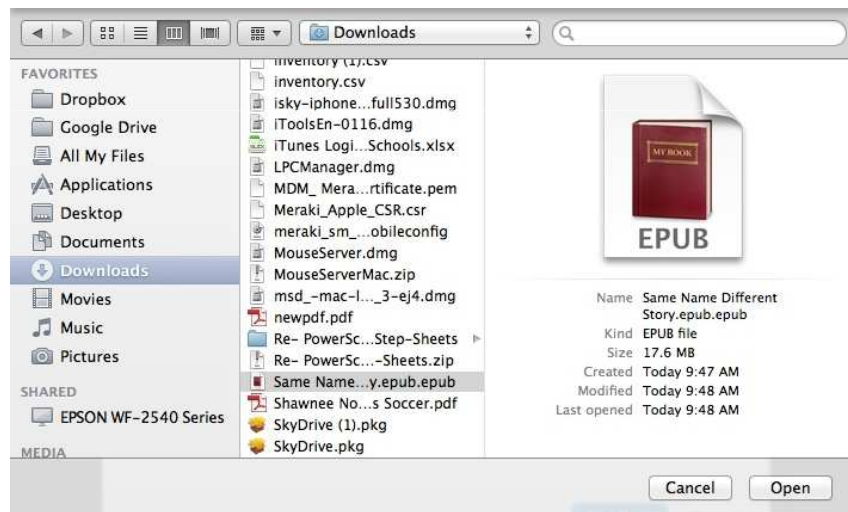 Downloads
FAVORITES
Dropbox
Google Drive
All My Files
Applications
Desktop
Documents
Downloads
Movies
Music
Pictures
SHARED
EPSON WF-2540 Series
MEDIA
inventory (1).csv
inventory.csv
isky-iphone...full530.dmg
iToolsEn-0116.dmg
iTunes Logi...Schools.xlsx
LPCManager.dmg
MDM_ Mera...rtificate.pem
Meraki_Apple_CSR.csr
meraki_sm_...obileconfig
MouseServer.dmg
MouseServerMac.zip
msd_-mac-l..._3-ej4.dmg
newpdf.pdf
Re- PowerSc...Step-Sheets
Re- PowerSc...-Sheets.zip
Same Name...y.epub.epub
Shawnee No...s Soccer.pdf
SkyDrive (1).pkg
SkyDrive.pkg
MY BOOK
EPUB
Name Same Name Different
Story.epub.epub
Kind EPUB file
Size 17.6 MB
Created Today 9:47 AM
Modified Today 9:48 AM
Last opened Today 9:48 AM
Cancel Open